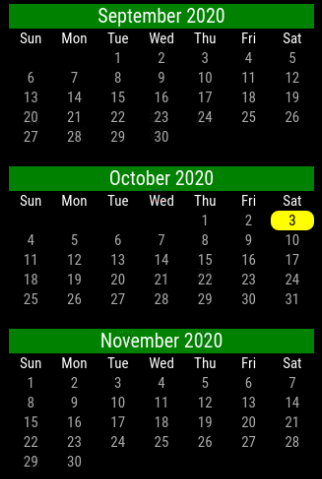 September 2020
Sun Mon Tue Wed Thu Fri Sat
1 2 3 4 5
6 7 8 9 10 11 12
13 14 15 16 17 18 19
20 21 22 23 24 25 26
27 28 29 30
October 2020
Sun Mon Tue Wed Thu Fri Sat
1 2 3
4 5 6 7 8 9 10
11 12 13 14 15 16 17
18 19 20 21 22 23 24
25 26 27 28 29 30 31
November 2020
Sun Mon Tue Wed Thu Fri Sat
1 2 3 4 5 6 7
8 9 10 11 12 13 14
15 16 17 18 19 20 21
22 23 24 25 26 27 28
29 30